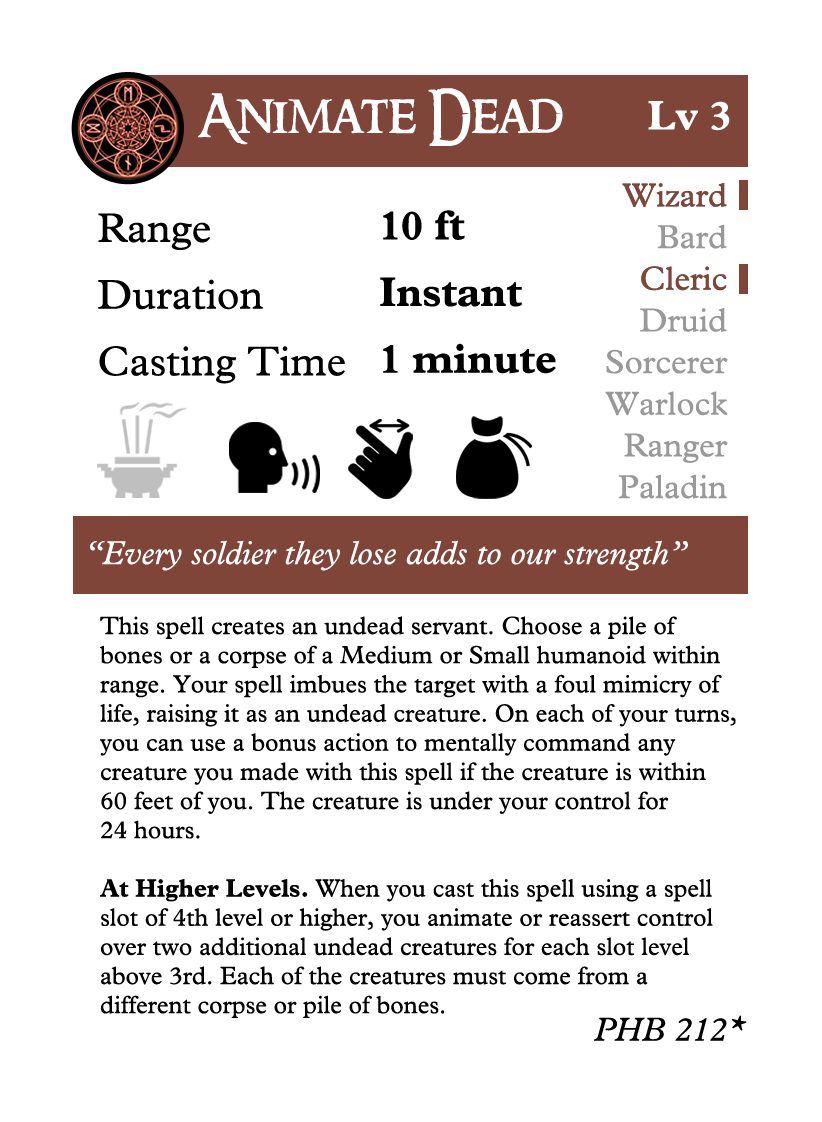 ANIMATE DEAD Lv 3
Range 10 ft
Duration Instant
Casting Time 1 minute
Wizard
Bard
Cleric
Druid
Sorcerer
Warlock
Ranger
Paladin
“Every soldier they lose adds to our strength”
This spell creates an undead servant. Choose a pile of
bones or a corpse of a Medium or Small humanoid within
range. Your spell imbues the target with a foul mimicry of
life, raising it as an undead creature. On each of your turns,
you can use a bonus action to mentally command any
creature you made with this spell if the creature is within
60 feet of you. The creature is under your control for
24 hours.
At Higher Levels. When you cast this spell using a spell
slot of 4th level or higher, you animate or reassert control
over two additional undead creatures for each slot level
above 3rd. Each of the creatures must come from a
different corpse or pile of bones.
PHB 212*